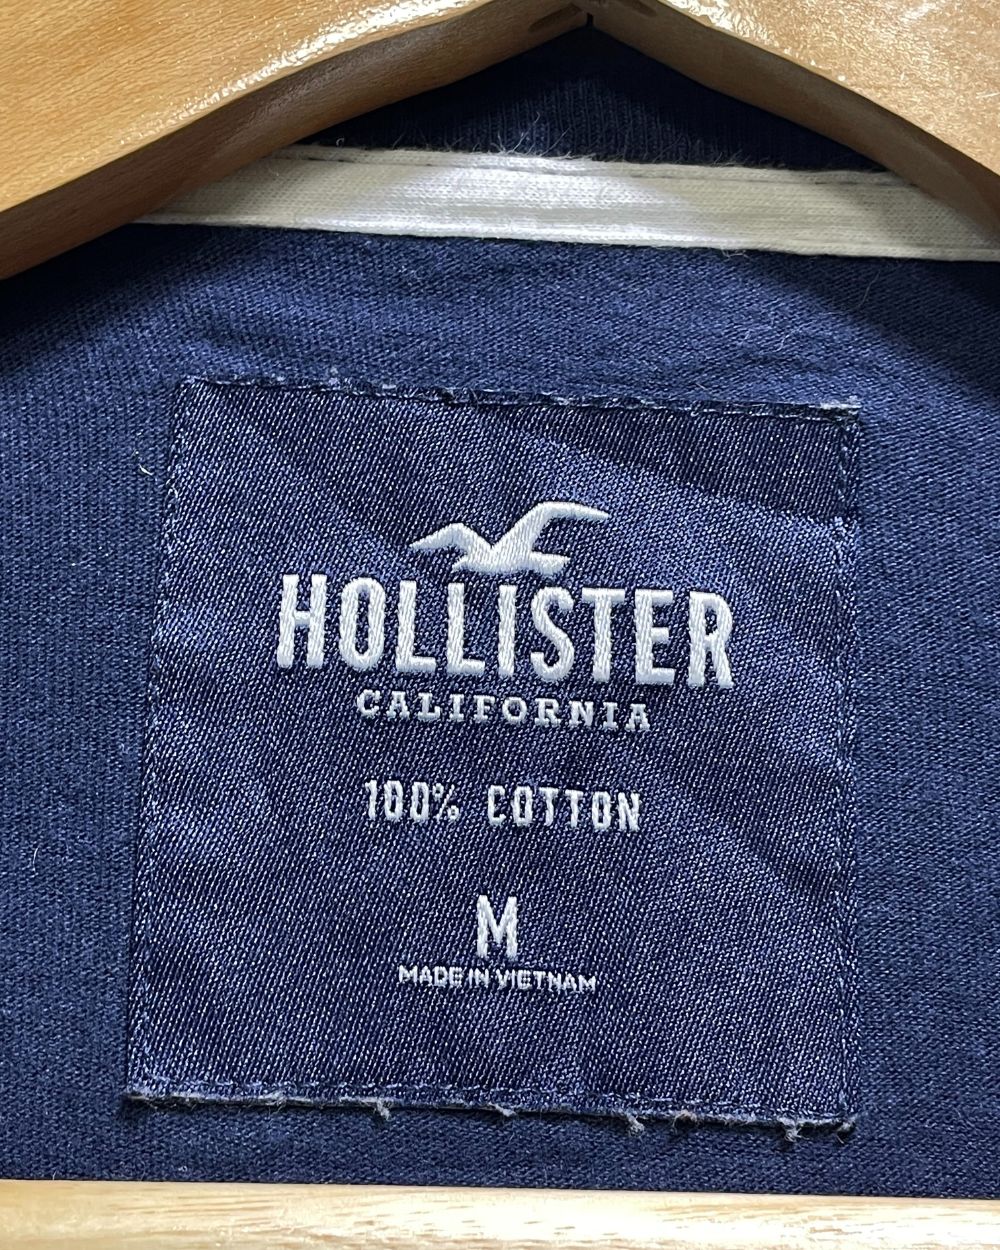 HOLLISTER
CALIFORNIA
100% COTTON
M
MADE IN VIETNAM